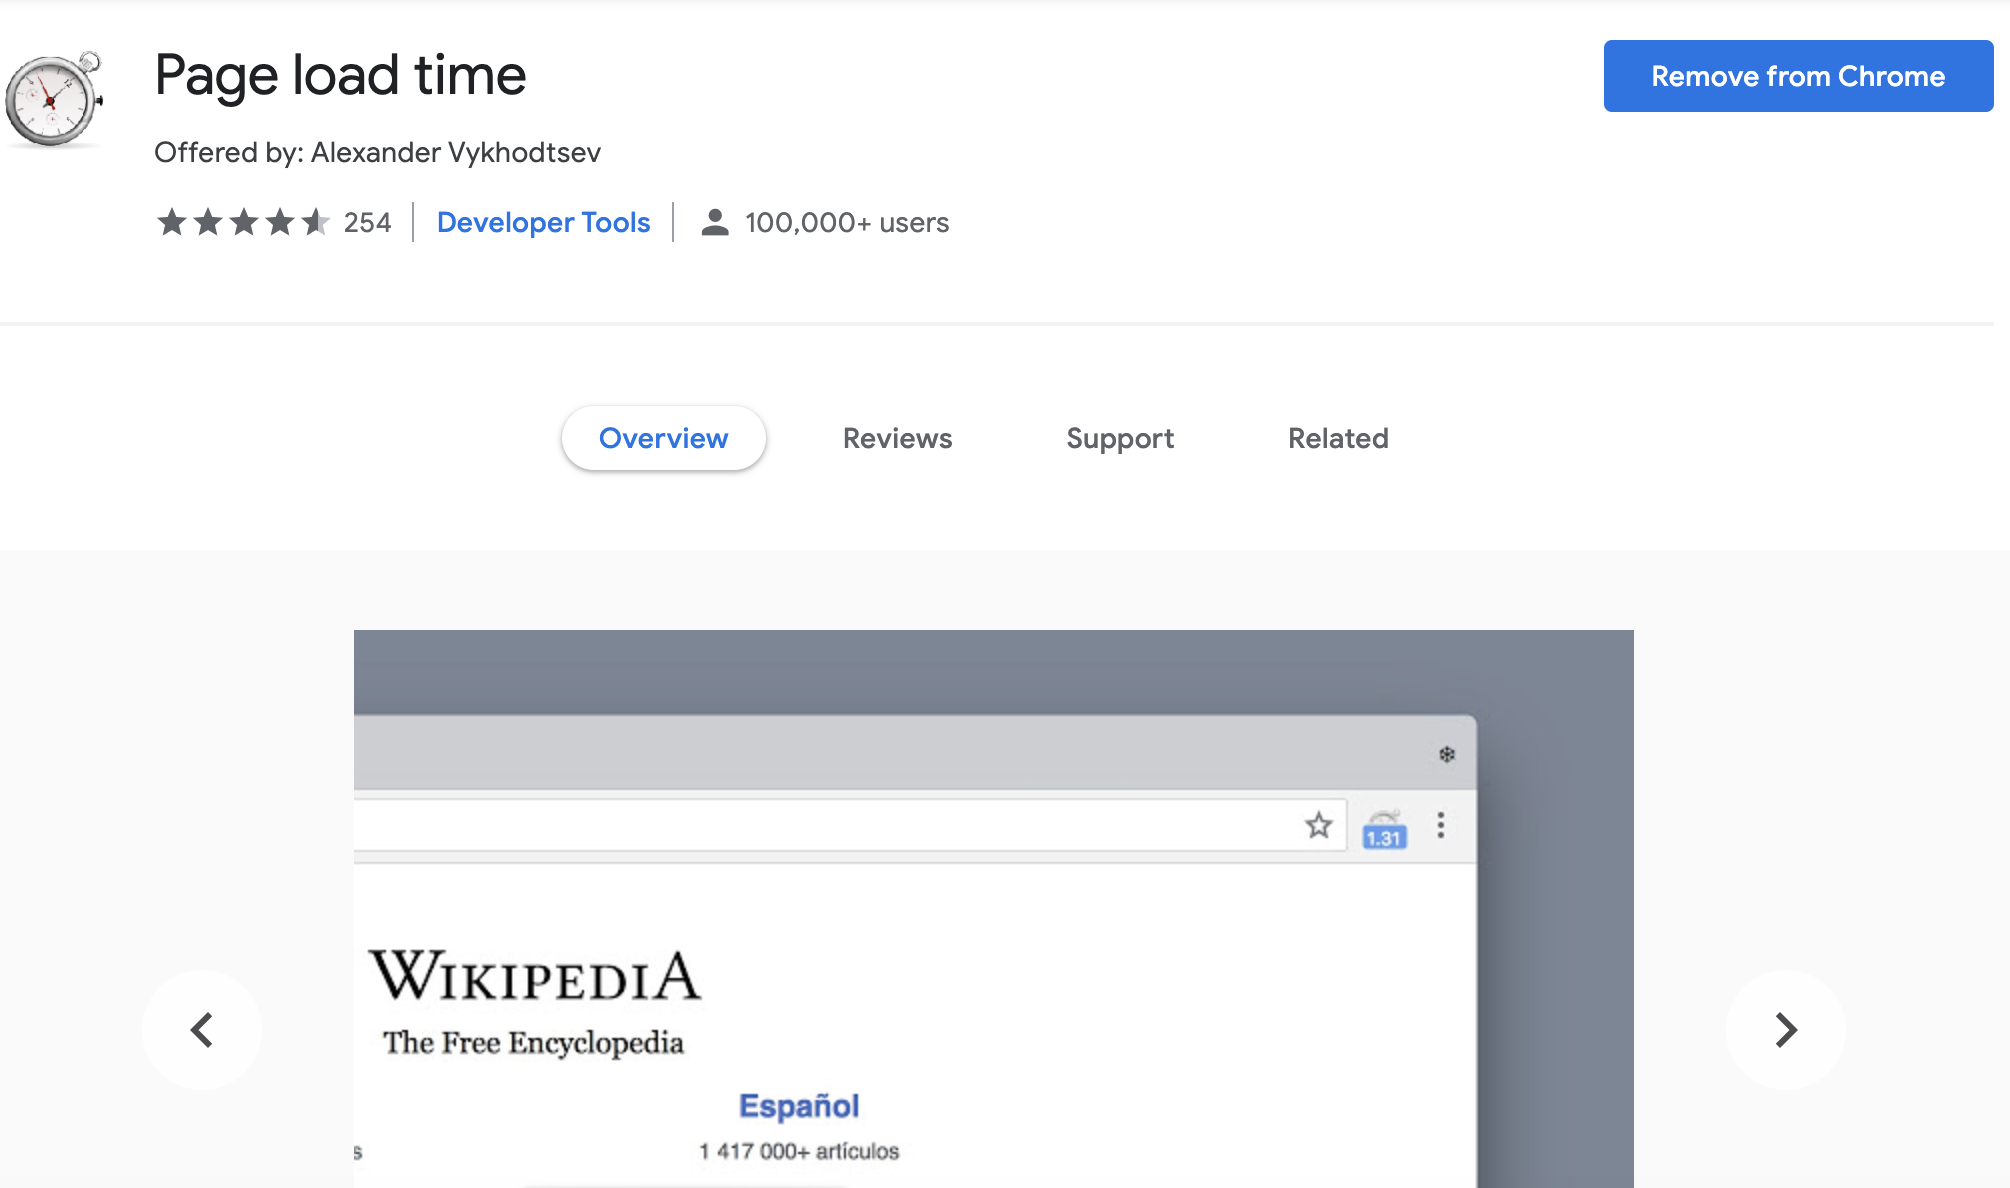 Page load time
Remove from Chrome
Offered by: Alexander Vykhodtsev
254 Developer Tools 100,000+ users
Overview Reviews Support Related
1.31
WIKIPEDIA
The Free Encyclopedia
Español
s 1 417 000+ artículos